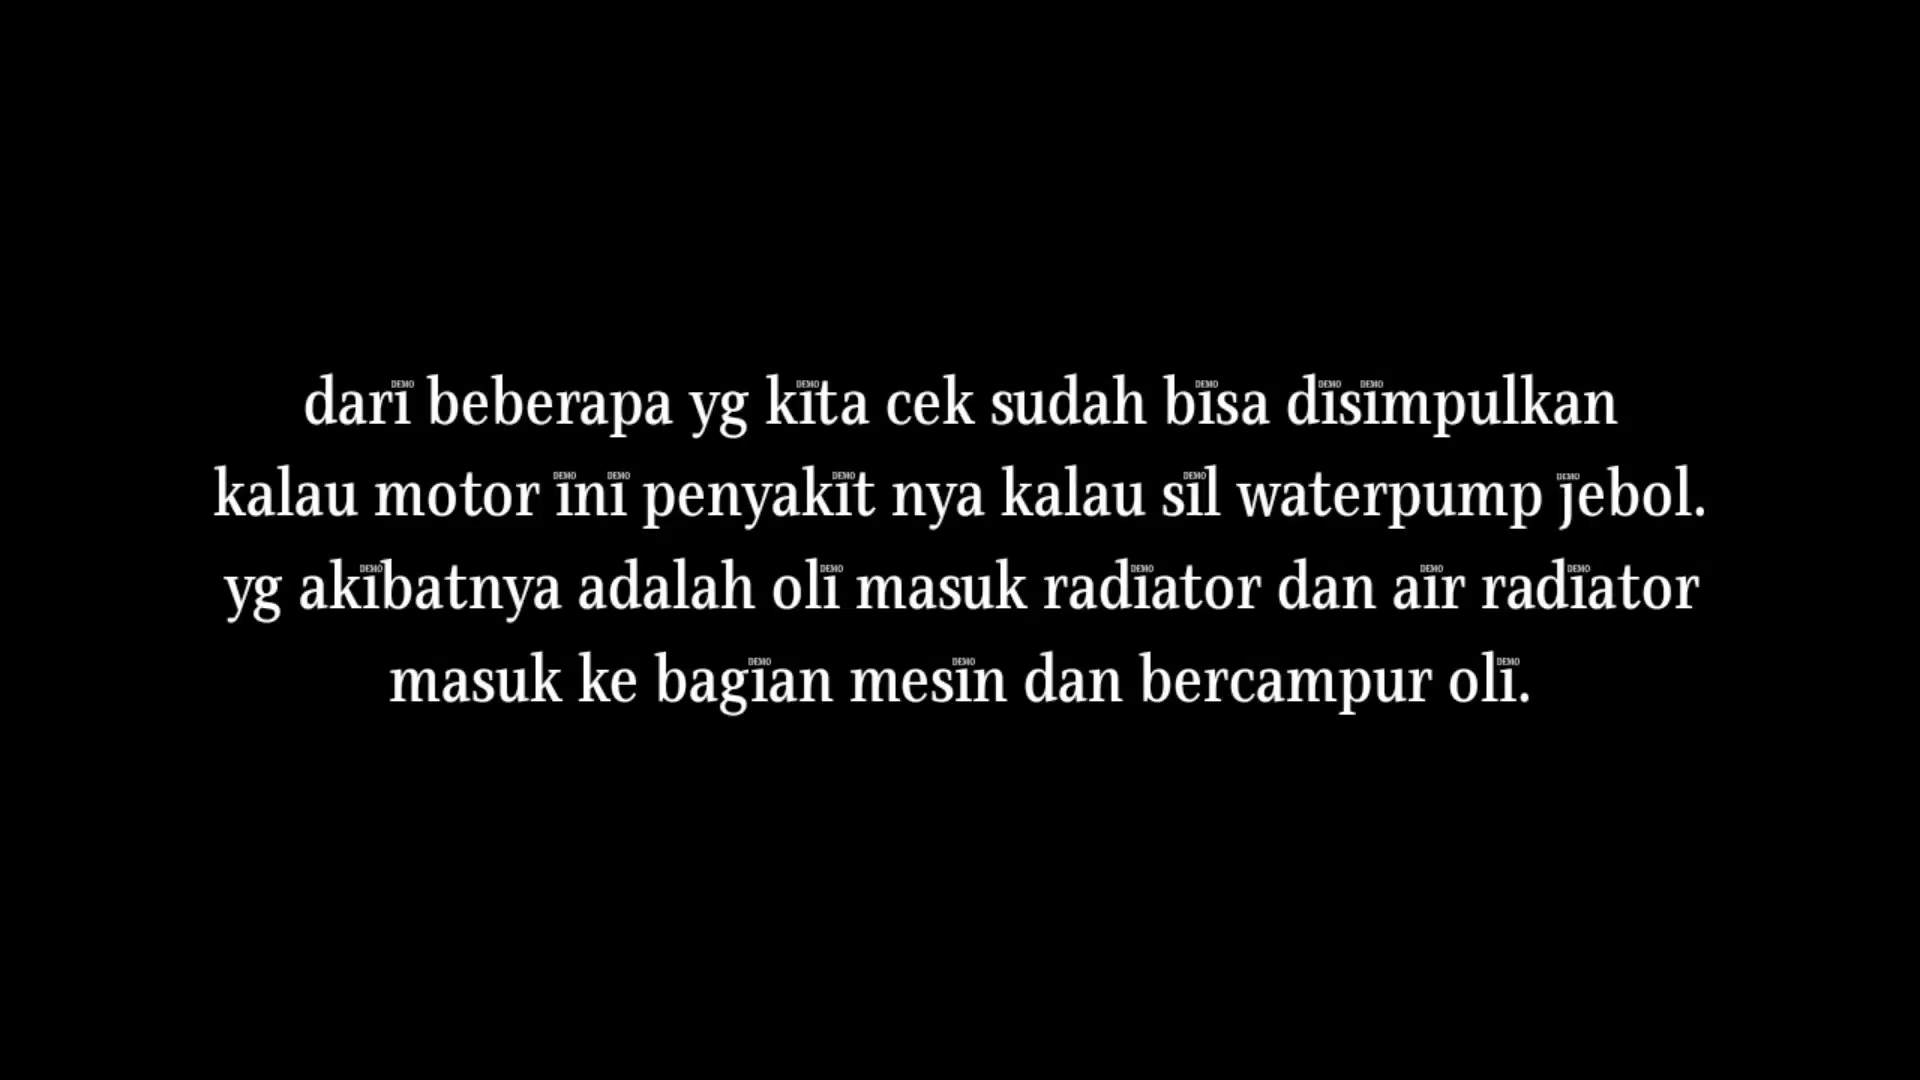 dari beberapa yg kita cek sudah bisa disimpulkan
kalau motor ini penyakit nya kalau sil waterpump jebol.
yg akibatnya adalah oli masuk radiator dan air radiator
masuk ke bagian mesin dan bercampur oli.